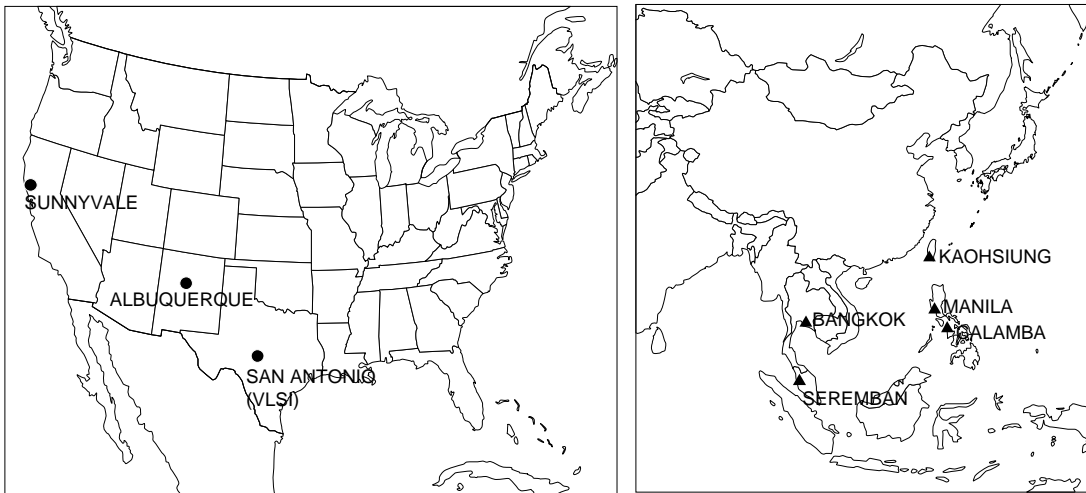 SUNNYVALE
ALBUQUERQUE
SAN ANTONIO
(VLSI)
KAOHSIUNG
MANILA
BANGKOK
CALAMBA
SEREMBAN